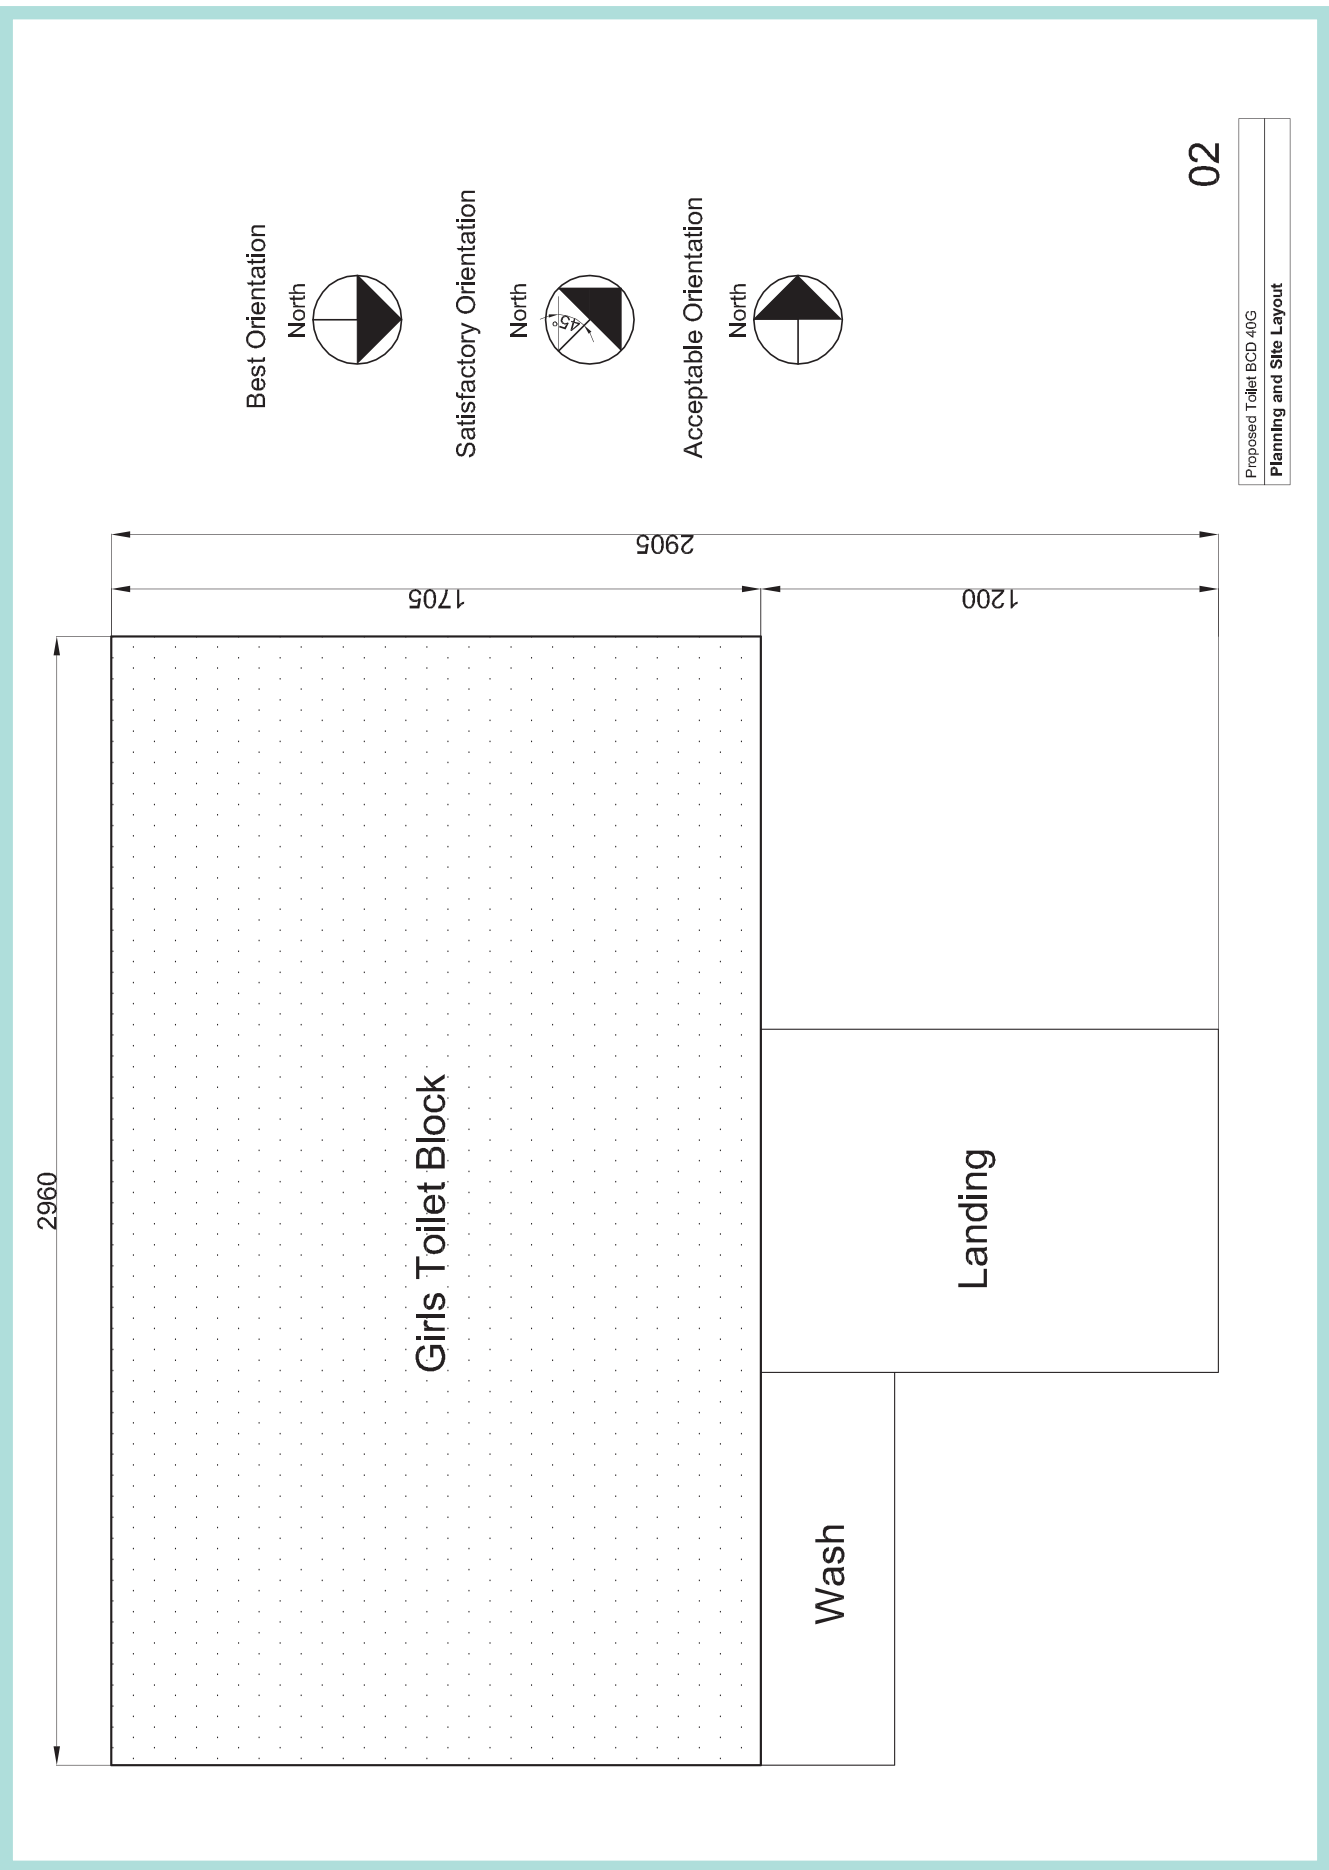 2960
Girls Toilet Block
Wash
Landing
1705
1200
2905
Best Orientation
North
Satisfactory Orientation
North
45°
Acceptable Orientation
North
02
Proposed Toilet BCD 40G
Planning and Site Layout